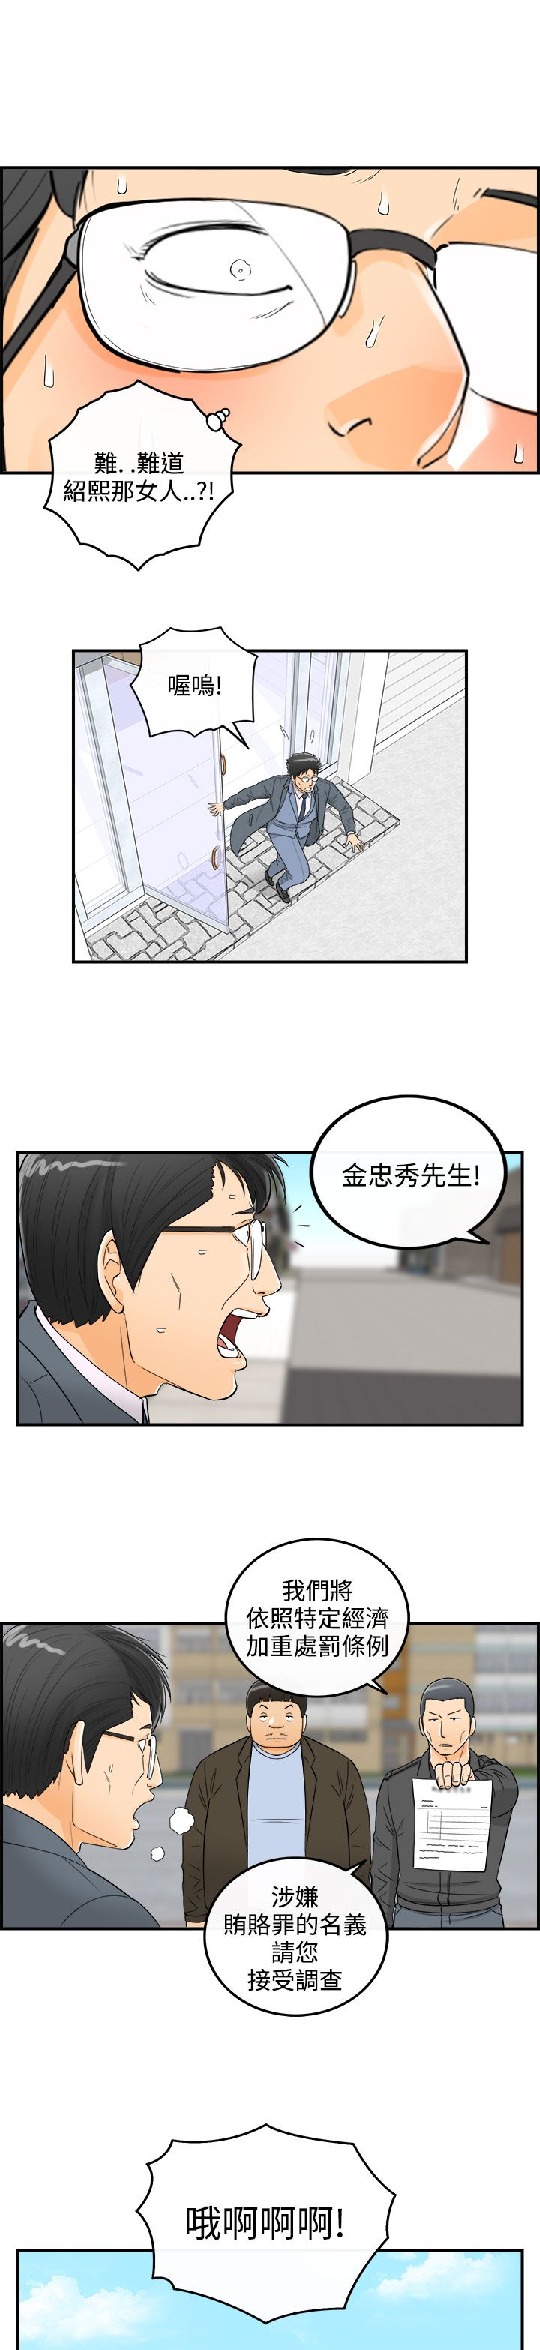 難. .難道
紹熙那女人..?!
喔嗚!
金忠秀先生!
我們將
依照特定經濟
加重處罰條例
涉嫌
賄賂罪的名義
請您
接受調查
哦啊啊啊!